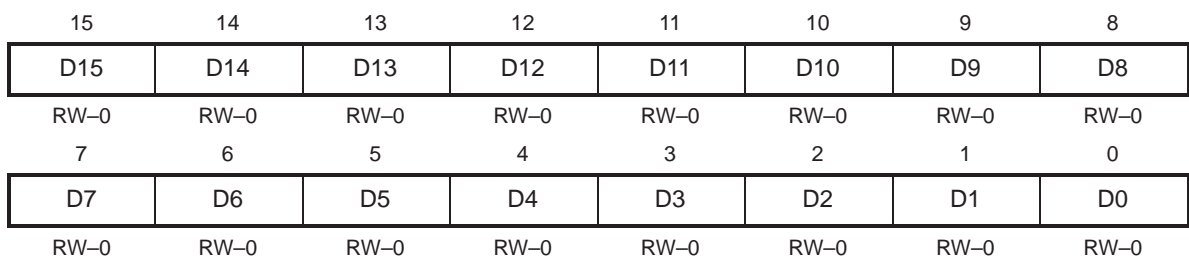 15 14 13 12 11 10 9 8
D15 D14 D13 D12 D11 D10 D9 D8
RW–0 RW–0 RW–0 RW–0 RW–0 RW–0 RW–0 RW–0
7 6 5 4 3 2 1 0
D7 D6 D5 D4 D3 D2 D1 D0
RW–0 RW–0 RW–0 RW–0 RW–0 RW–0 RW–0 RW–0